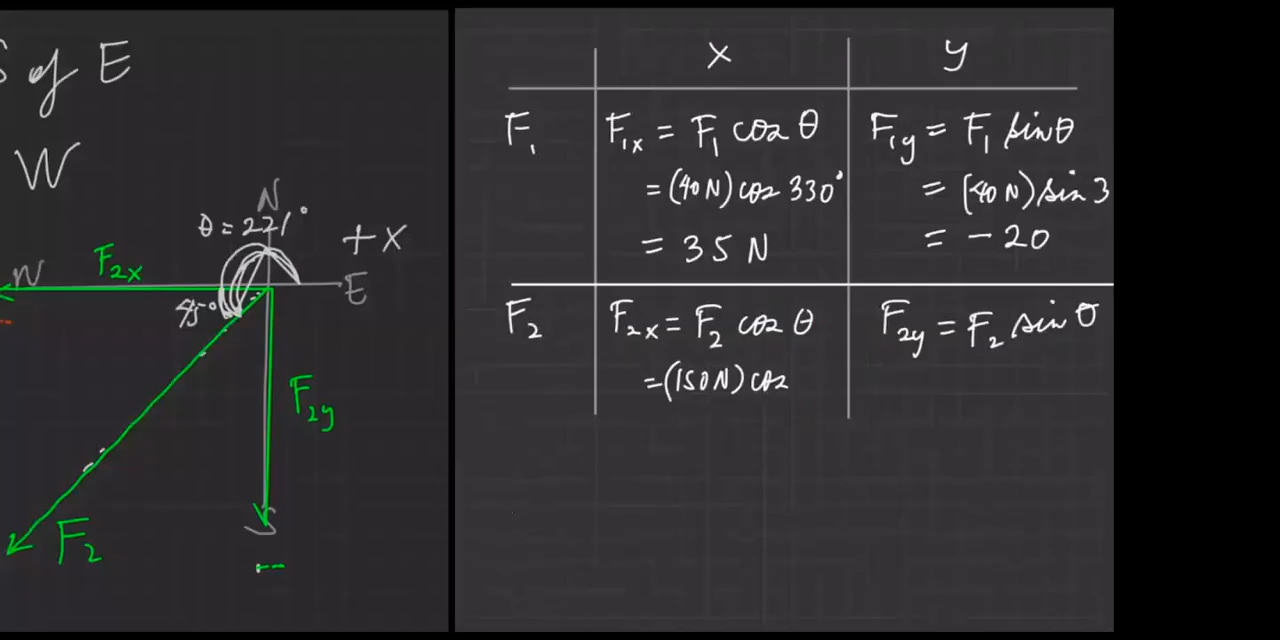 S of E
W
N
θ = 221°
+ X
F₂ₓ
W
E
45°
F₂y
F₂
S
X
y
F₁
F₁ₓ = F₁ cos θ
= (40 N) cos 330°
= 35 N
F₁y = F₁ sin θ
= (40 N) sin 3
= - 20
F₂
F₂ₓ = F₂ cos θ
= (150 N) cos
F₂y = F₂ sin θ